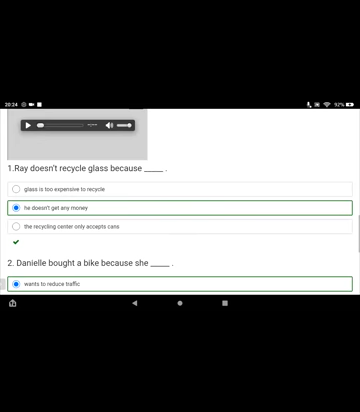 20:24
92%
1.Ray doesn't recycle glass because _____ .
glass is too expensive to recycle
he doesn't get any money
the recycling center only accepts cans
2. Danielle bought a bike because she _____ .
wants to reduce traffic